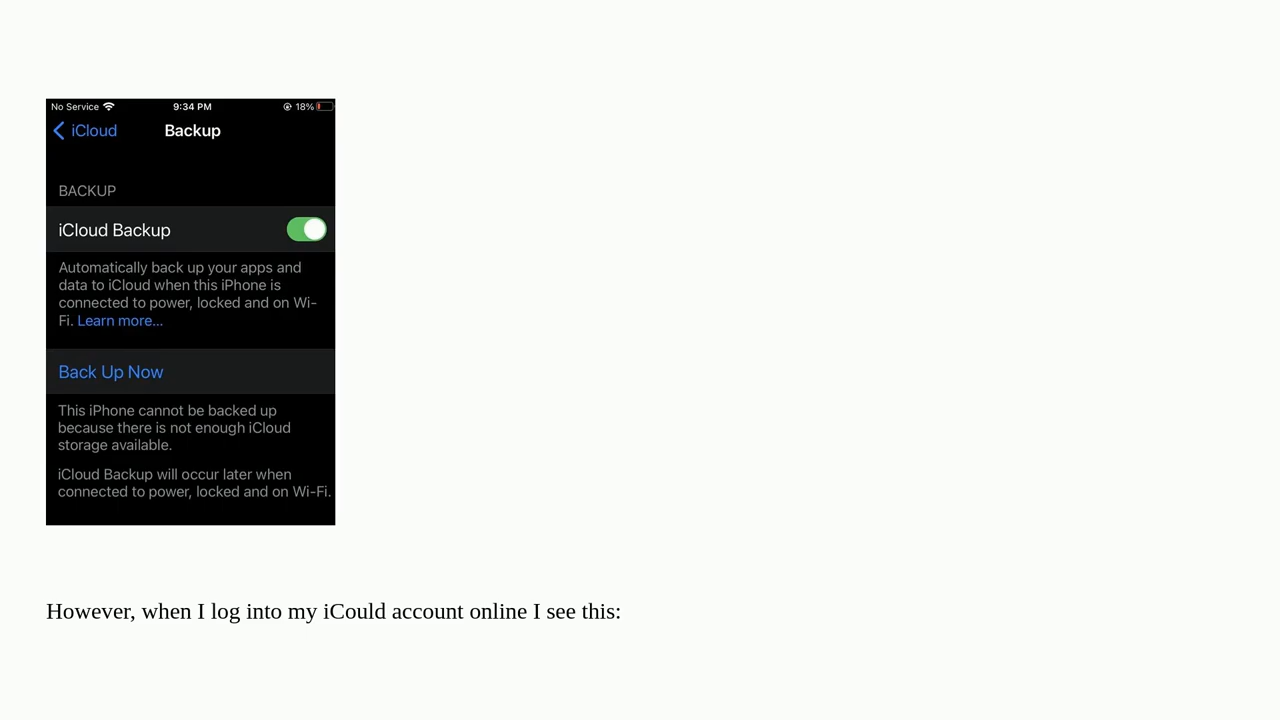 No Service 9:34 PM 18%
iCloud Backup
BACKUP
iCloud Backup
Automatically back up your apps and
data to iCloud when this iPhone is
connected to power, locked and on Wi-
Fi. Learn more...
Back Up Now
This iPhone cannot be backed up
because there is not enough iCloud
storage available.
iCloud Backup will occur later when
connected to power, locked and on Wi-Fi.
However, when I log into my iCould account online I see this: